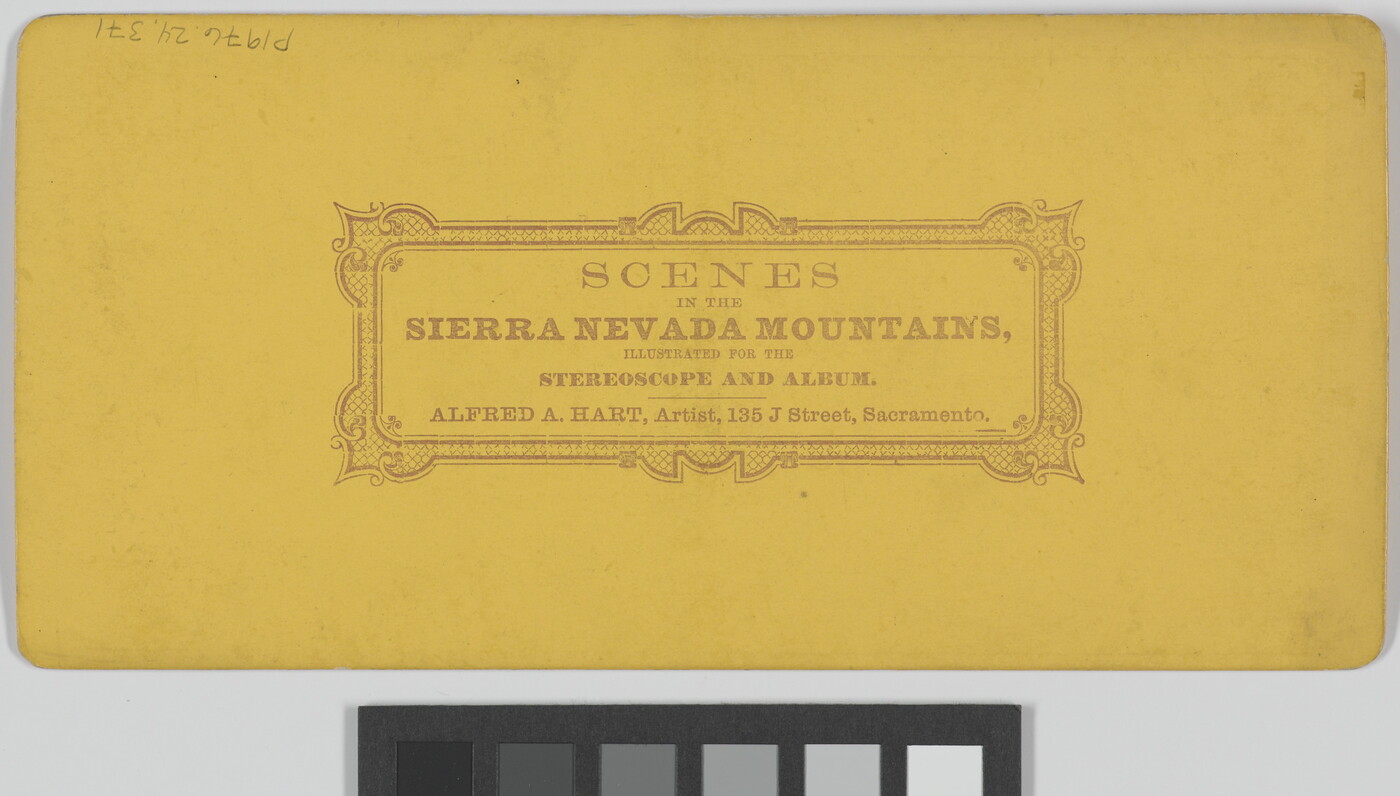 P1976.24.371
SCENES
IN THE
SIERRA NEVADA MOUNTAINS,
ILLUSTRATED FOR THE
STEREOSCOPE AND ALBUM.
ALFRED A. HART, Artist, 135 J Street, Sacramento.